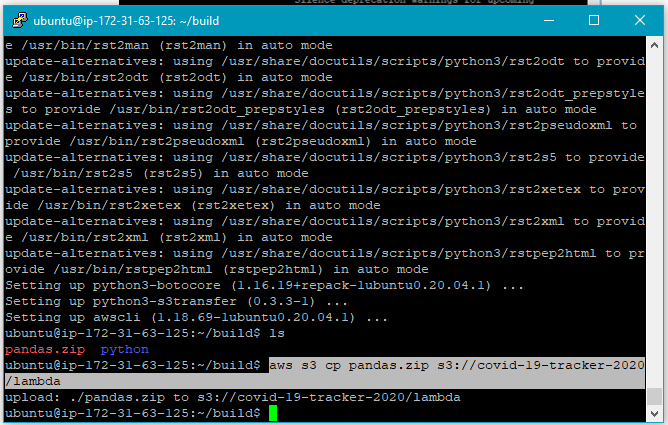 Silence deprecation warnings for upcoming
ubuntu@ip-172-31-63-125: ~/build
e /usr/bin/rst2man (rst2man) in auto mode
update-alternatives: using /usr/share/docutils/scripts/python3/rst2odt to provid
e /usr/bin/rst2odt (rst2odt) in auto mode
update-alternatives: using /usr/share/docutils/scripts/python3/rst2odt_prepstyle
s to provide /usr/bin/rst2odt_prepstyles (rst2odt_prepstyles) in auto mode
update-alternatives: using /usr/share/docutils/scripts/python3/rst2pseudoxml to
provide /usr/bin/rst2pseudoxml (rst2pseudoxml) in auto mode
update-alternatives: using /usr/share/docutils/scripts/python3/rst2s5 to provide
/usr/bin/rst2s5 (rst2s5) in auto mode
update-alternatives: using /usr/share/docutils/scripts/python3/rst2xetex to prov
ide /usr/bin/rst2xetex (rst2xetex) in auto mode
update-alternatives: using /usr/share/docutils/scripts/python3/rst2xml to provid
e /usr/bin/rst2xml (rst2xml) in auto mode
update-alternatives: using /usr/share/docutils/scripts/python3/rstpep2html to pr
ovide /usr/bin/rstpep2html (rstpep2html) in auto mode
Setting up python3-botocore (1.16.19+repack-1ubuntu0.20.04.1) ...
Setting up python3-s3transfer (0.3.3-1) ...
Setting up awscli (1.18.69-1ubuntu0.20.04.1) ...
ubuntu@ip-172-31-63-125:~/build$ ls
pandas.zip  python
ubuntu@ip-172-31-63-125:~/build$ aws s3 cp pandas.zip s3://covid-19-tracker-2020
/lambda
upload: ./pandas.zip to s3://covid-19-tracker-2020/lambda
ubuntu@ip-172-31-63-125:~/build$